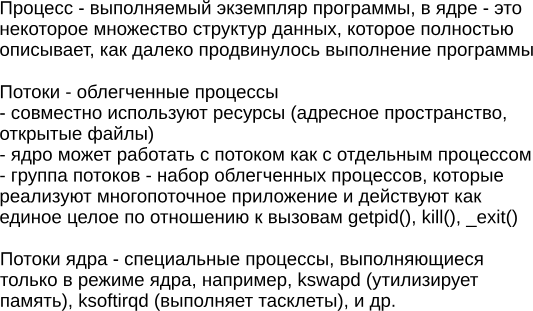 Процесс - выполняемый экземпляр программы, в ядре - это
некоторое множество структур данных, которое полностью
описывает, как далеко продвинулось выполнение программы
Потоки - облегченные процессы
- совместно используют ресурсы (адресное пространство,
открытые файлы)
- ядро может работать с потоком как с отдельным процессом
- группа потоков - набор облегченных процессов, которые
реализуют многопоточное приложение и действуют как
единое целое по отношению к вызовам getpid(), kill(), _exit()
Потоки ядра - специальные процессы, выполняющиеся
только в режиме ядра, например, kswapd (утилизирует
память), ksoftirqd (выполняет тасклеты), и др.